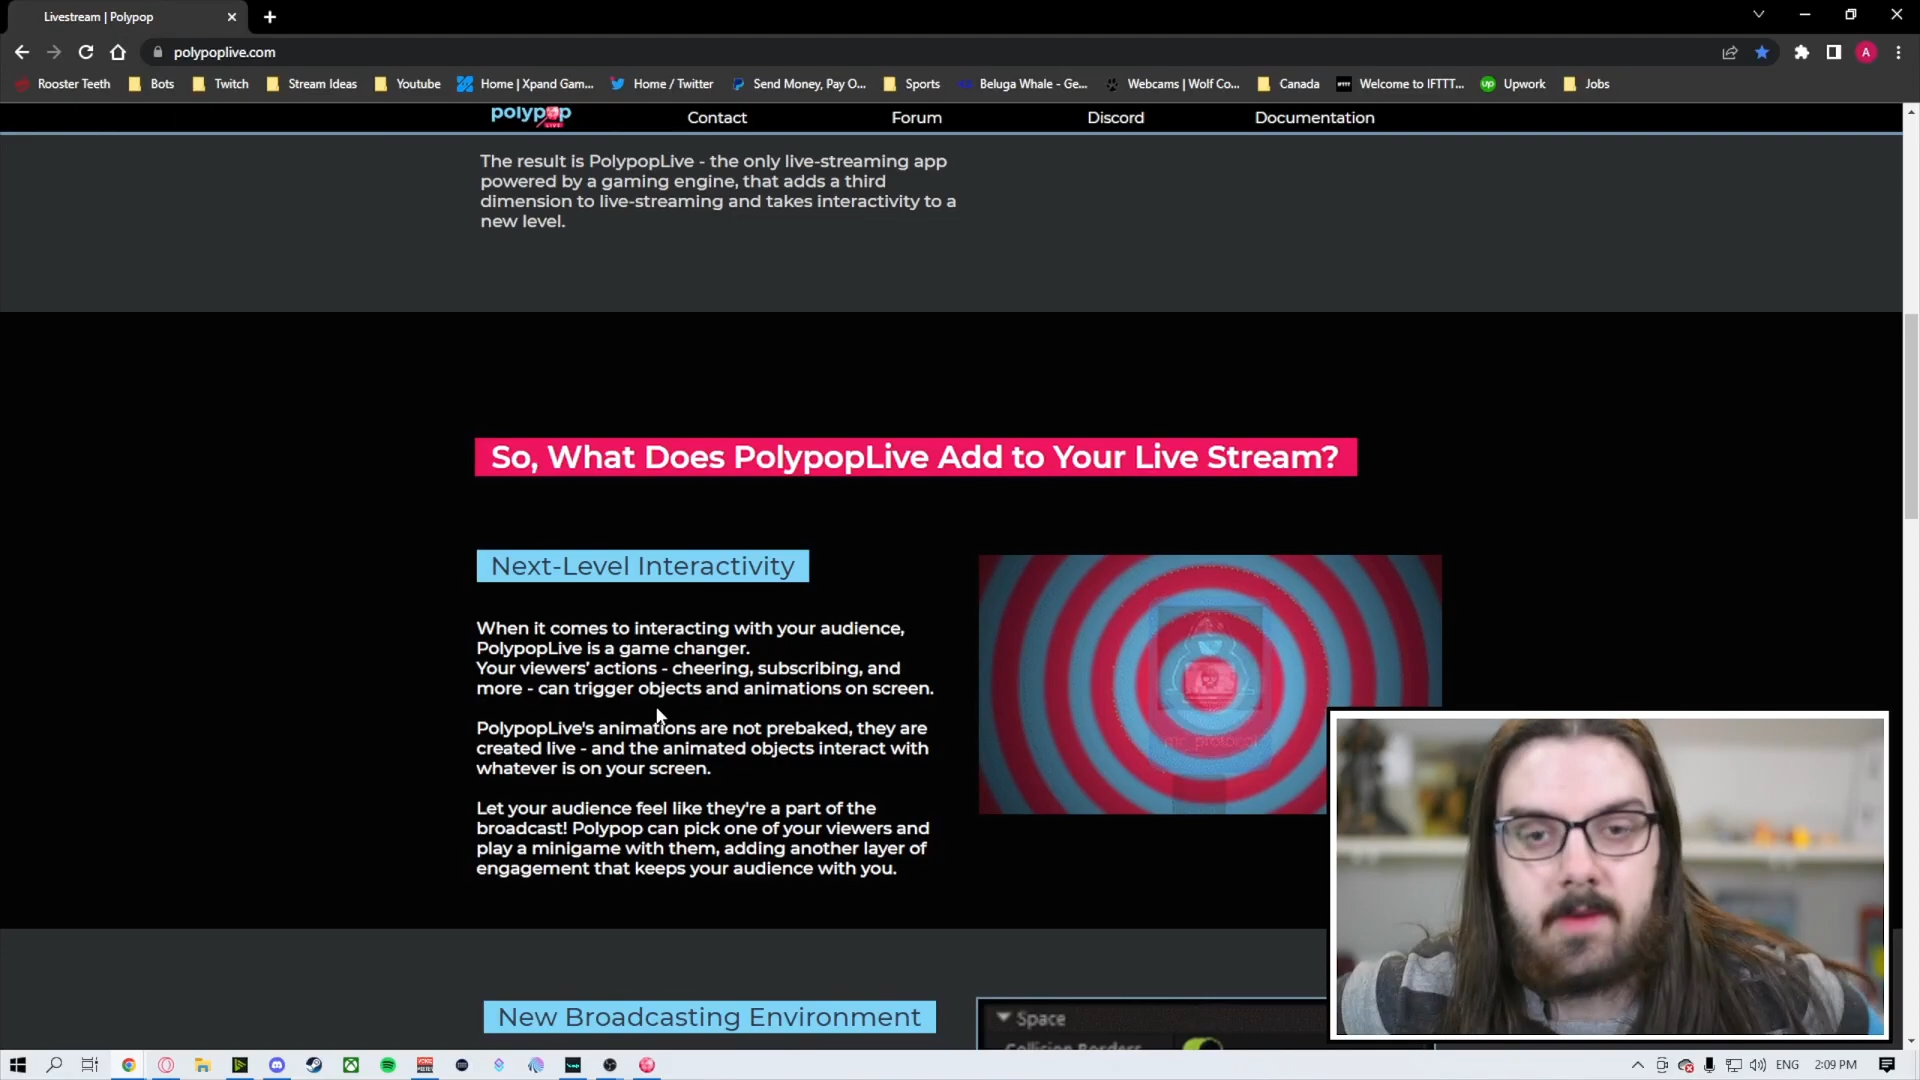 Livestream | Polypop
polypoplive.com
Rooster Teeth
Bots
Twitch
Stream Ideas
Youtube
Home | Xpand Gam...
Home / Twitter
Send Money, Pay O...
Sports
Beluga Whale - Ge...
Webcams | Wolf Co...
Canada
Welcome to IFTTT...
Upwork
Jobs
polypop
LIVE
Contact
Forum
Discord
Documentation
The result is PolypopLive - the only live-streaming app
powered by a gaming engine, that adds a third
dimension to live-streaming and takes interactivity to a
new level.
So, What Does PolypopLive Add to Your Live Stream?
Next-Level Interactivity
When it comes to interacting with your audience,
PolypopLive is a game changer.
Your viewers' actions - cheering, subscribing, and
more - can trigger objects and animations on screen.
PolypopLive's animations are not prebaked, they are
created live - and the animated objects interact with
whatever is on your screen.
Let your audience feel like they're a part of the
broadcast! Polypop can pick one of your viewers and
play a minigame with them, adding another layer of
engagement that keeps your audience with you.
mr_protocol
New Broadcasting Environment
Space
Collision Borders
ENG
2:09 PM